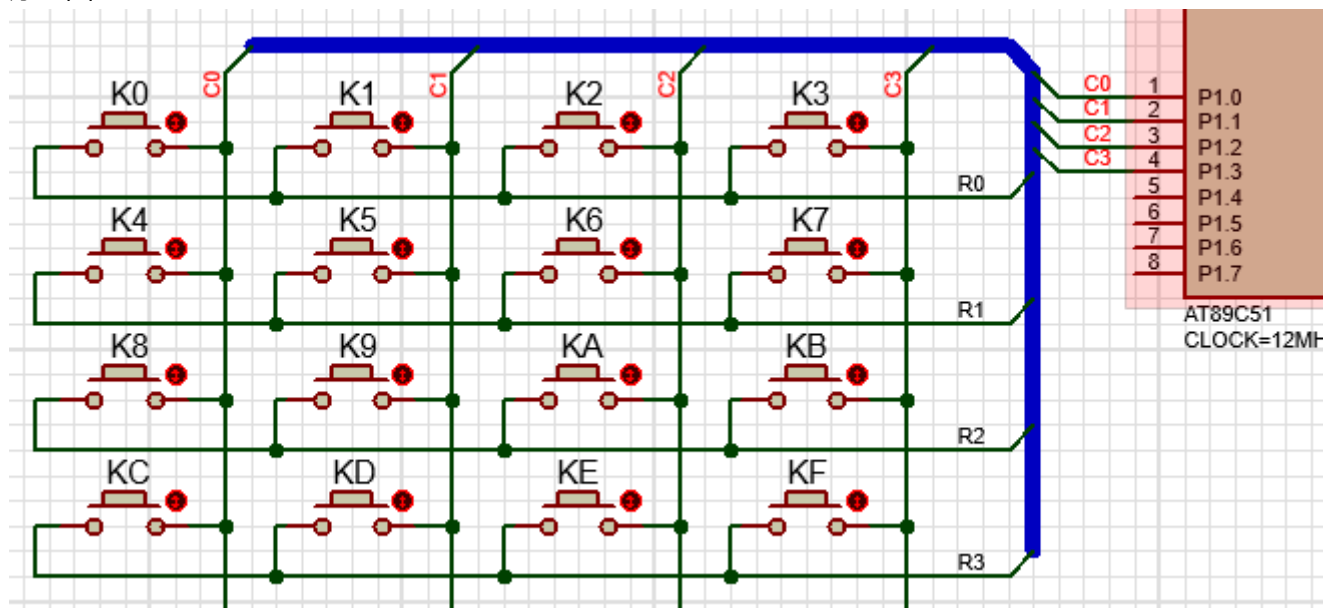 C0 C1 C2 C3
K0 K1 K2 K3
C0 1 P1.0
C1 2 P1.1
C2 3 P1.2
C3 4 P1.3
R0
5 P1.4
6 P1.5
7 P1.6
8 P1.7
K4 K5 K6 K7
R1
AT89C51
CLOCK=12MH
K8 K9 KA KB
R2
KC KD KE KF
R3